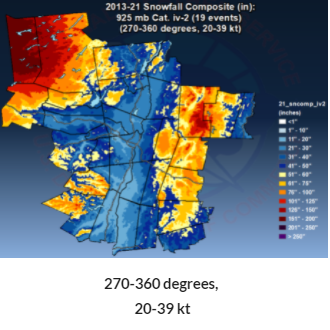 2013-21 Snowfall Composite (in):
925 mb Cat. iv-2 (19 events)
(270-360 degrees, 20-39 kt)
21_sncomp_iv2
(inches)
<1"
1" - 10"
11" - 20"
21" - 30"
31" - 40"
41" - 50"
51" - 60"
61" - 75"
76" - 100"
101" - 125"
126" - 150"
151" - 200"
201" - 250"
> 250"
270-360 degrees,
20-39 kt